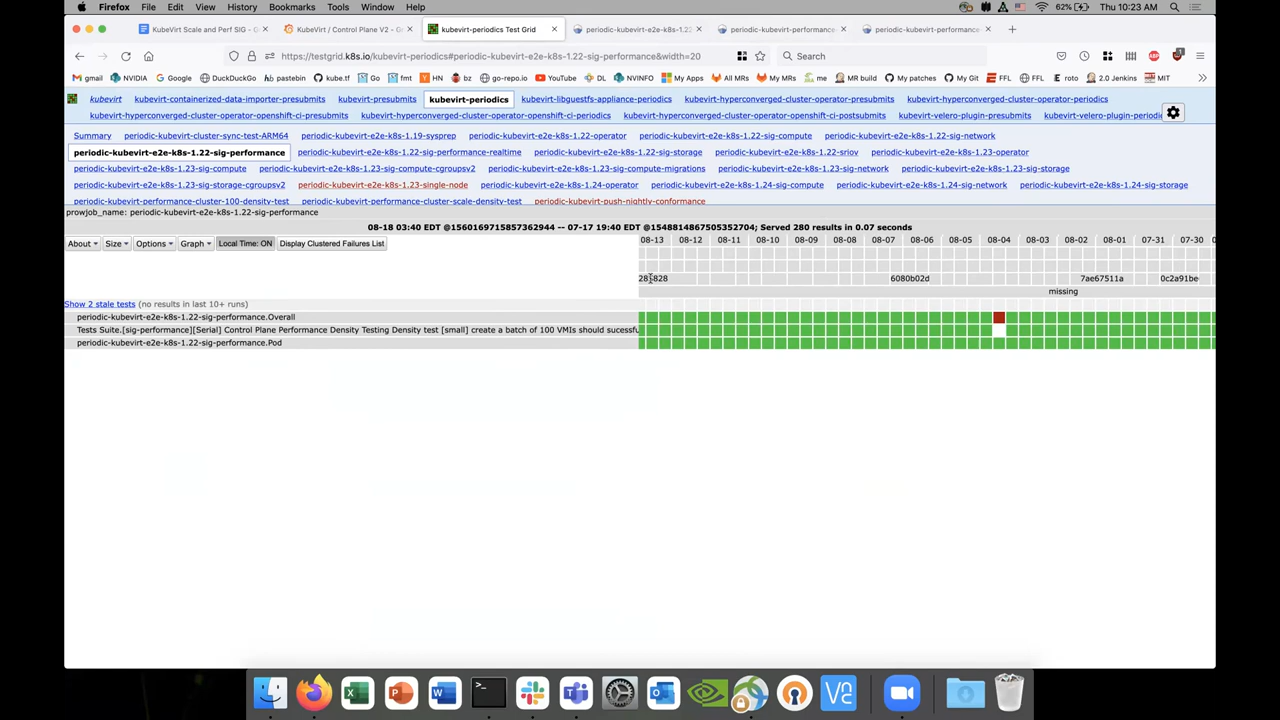 Firefox File Edit View History Bookmarks Tools Window Help 62% Thu 10:23 AM
KubeVirt Scale and Perf SIG - KubeVirt / Control Plane V2 - G kubevirt-periodics Test Grid periodic-kubevirt-e2e-k8s-1.22 periodic-kubevirt-performance periodic-kubevirt-performance
https://testgrid.k8s.io/kubevirt-periodics#periodic-kubevirt-e2e-k8s-1.22-sig-performance&width=20 Search
gmail NVIDIA Google DuckDuckGo hapastebin kube.tf Go fmt HN bz go-repo.io YouTube DL NVINFO My Apps All MRs My MRs me MR build My patches My Git FFL FFL roto 2.0 Jenkins MIT
kubevirt kubevirt-containerized-data-importer-presubmits kubevirt-presubmits kubevirt-periodics kubevirt-libguestfs-appliance-periodics kubevirt-hyperconverged-cluster-operator-presubmits kubevirt-hyperconverged-cluster-operator-periodics
kubevirt-hyperconverged-cluster-operator-openshift-ci-presubmits kubevirt-hyperconverged-cluster-operator-openshift-ci-periodics kubevirt-hyperconverged-cluster-operator-openshift-ci-postsubmits kubevirt-velero-plugin-presubmits kubevirt-velero-plugin-periodic
Summary periodic-kubevirt-cluster-sync-test-ARM64 periodic-kubevirt-e2e-k8s-1.19-sysprep periodic-kubevirt-e2e-k8s-1.22-operator periodic-kubevirt-e2e-k8s-1.22-sig-compute periodic-kubevirt-e2e-k8s-1.22-sig-network
periodic-kubevirt-e2e-k8s-1.22-sig-performance periodic-kubevirt-e2e-k8s-1.22-sig-performance-realtime periodic-kubevirt-e2e-k8s-1.22-sig-storage periodic-kubevirt-e2e-k8s-1.22-sriov periodic-kubevirt-e2e-k8s-1.23-operator
periodic-kubevirt-e2e-k8s-1.23-sig-compute periodic-kubevirt-e2e-k8s-1.23-sig-compute-cgroupsv2 periodic-kubevirt-e2e-k8s-1.23-sig-compute-migrations periodic-kubevirt-e2e-k8s-1.23-sig-network periodic-kubevirt-e2e-k8s-1.23-sig-storage
periodic-kubevirt-e2e-k8s-1.23-sig-storage-cgroupsv2 periodic-kubevirt-e2e-k8s-1.23-single-node periodic-kubevirt-e2e-k8s-1.24-operator periodic-kubevirt-e2e-k8s-1.24-sig-compute periodic-kubevirt-e2e-k8s-1.24-sig-network periodic-kubevirt-e2e-k8s-1.24-sig-storage
periodic-kubevirt-performance-cluster-100-density-test periodic-kubevirt-performance-cluster-scale-density-test periodic-kubevirt-push-nightly-conformance
prowjob_name: periodic-kubevirt-e2e-k8s-1.22-sig-performance
08-18 03:40 EDT @1560169715857362944 -- 07-17 19:40 EDT @1548814867505352704; Served 280 results in 0.07 seconds
About Size Options Graph Local Time: ON Display Clustered Failures List 08-13 08-12 08-11 08-10 08-09 08-08 08-07 08-06 08-05 08-04 08-03 08-02 08-01 07-31 07-30
6080b02d 7ae67511a 0c2a91be
missing
Show 2 stale tests (no results in last 10+ runs)
periodic-kubevirt-e2e-k8s-1.22-sig-performance.Overall
Tests Suite.[sig-performance][Serial] Control Plane Performance Density Testing Density test [small] create a batch of 100 VMIs should sucessfu
periodic-kubevirt-e2e-k8s-1.22-sig-performance.Pod